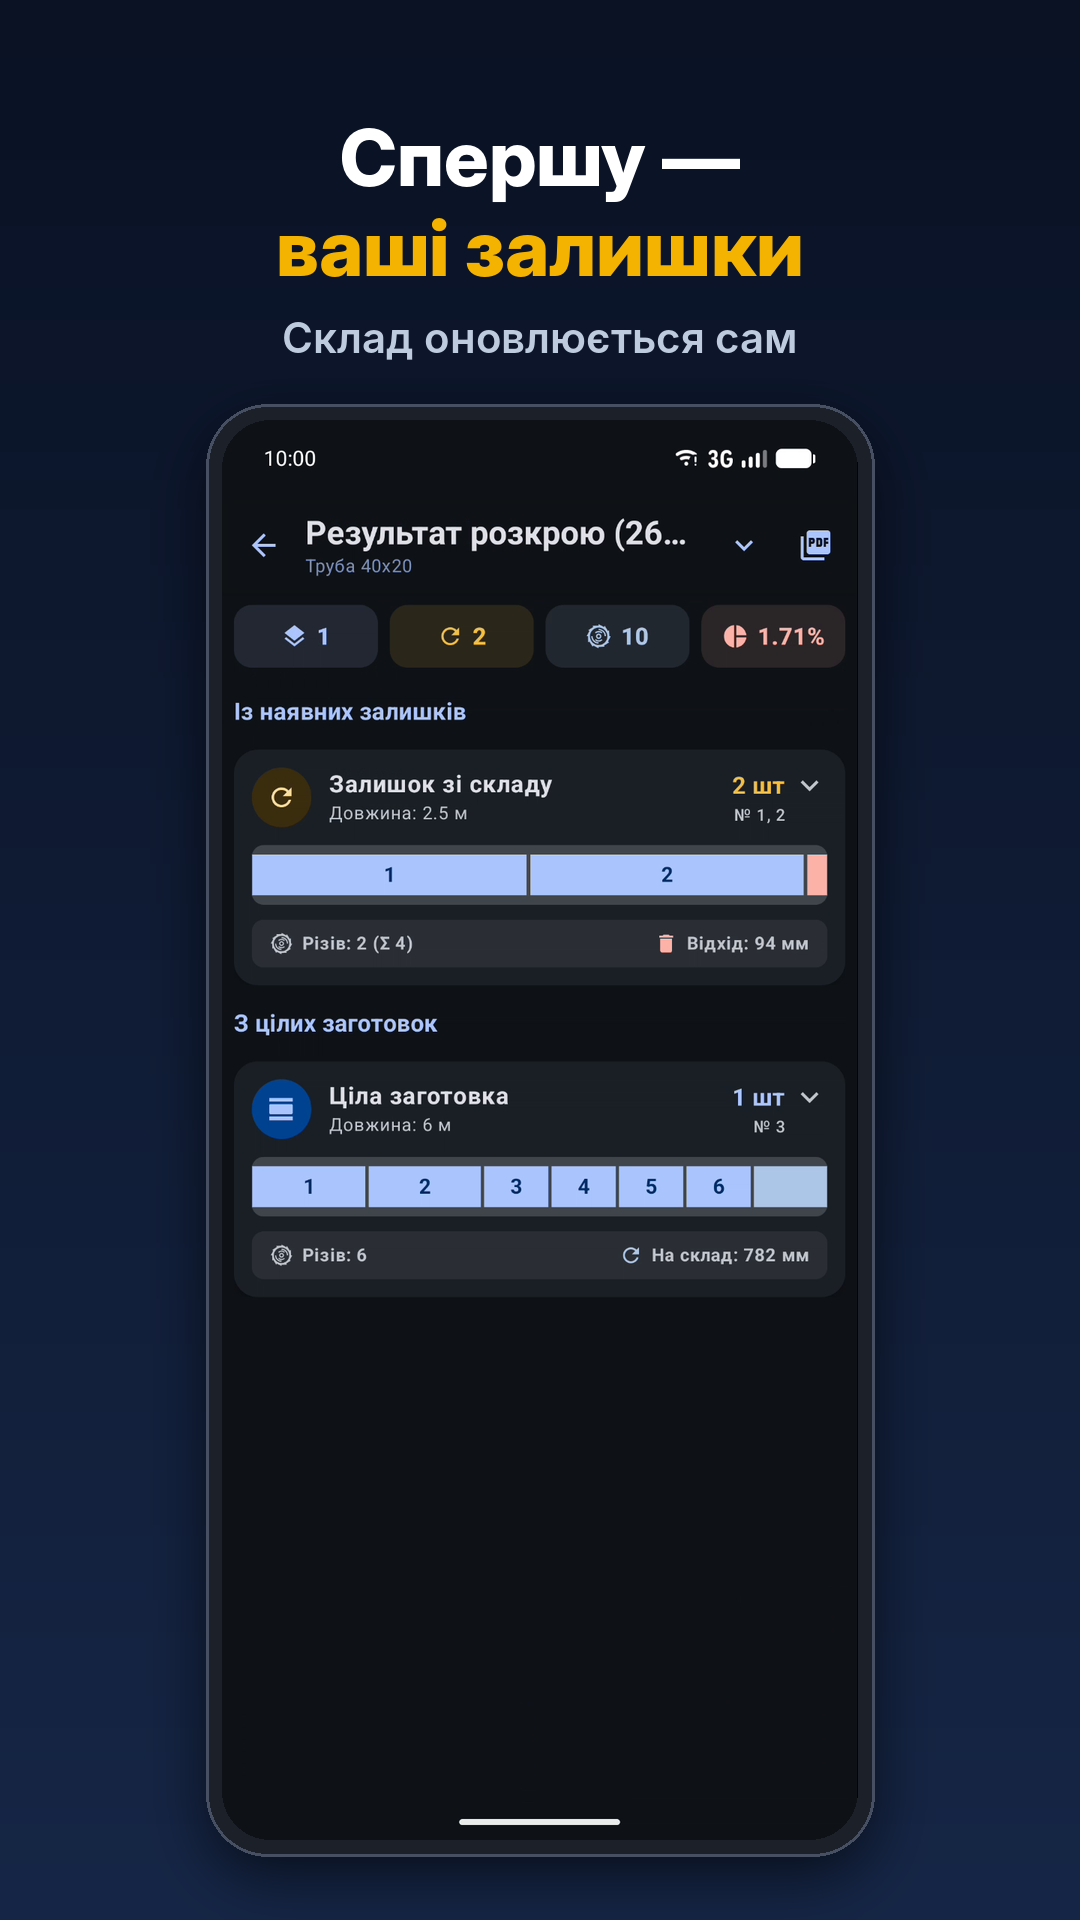 Спершу —
ваші залишки
Склад оновлюється сам
10:00
3G
Результат розкрою (26...
Труба 40x20
PDF
1
2
10
1.71%
Із наявних залишків
Залишок зі складу
2 шт
Довжина: 2.5 м
№ 1, 2
1
2
Різів: 2 (Σ 4)
Відхід: 94 мм
З цілих заготовок
Ціла заготовка
1 шт
Довжина: 6 м
№ 3
1
2
3
4
5
6
Різів: 6
На склад: 782 мм